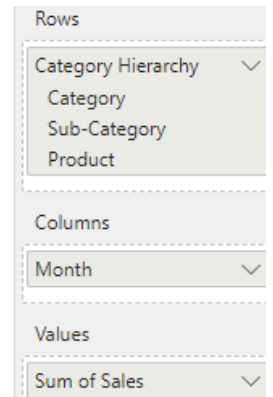 Rows
Category Hierarchy
Category
Sub-Category
Product
Columns
Month
Values
Sum of Sales